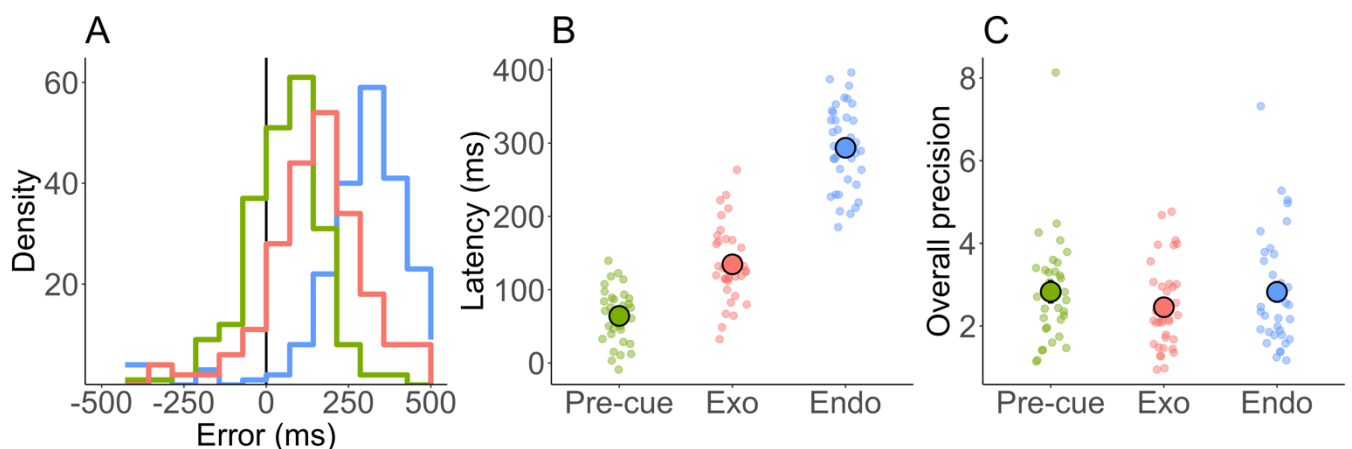 A
Density
60
40
20
-500 -250 0 250 500
Error (ms)
B
Latency (ms)
400
300
200
100
0
Pre-cue Exo Endo
C
Overall precision
8
6
4
2
Pre-cue Exo Endo